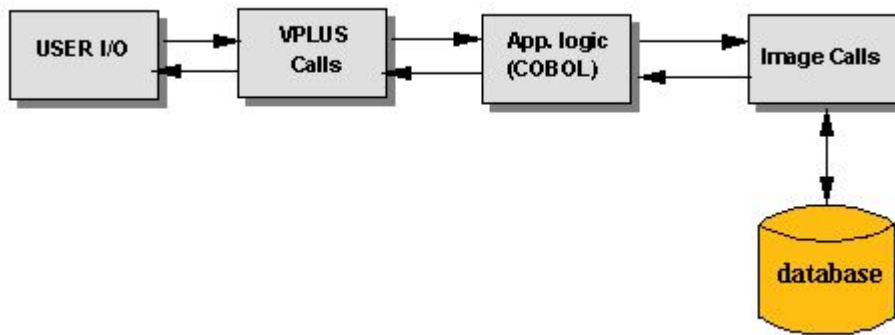 USER I/O
VPLUS
Calls
App. logic
(COBOL)
Image Calls
database